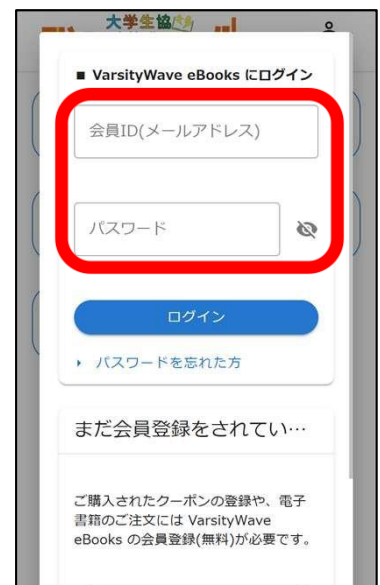 大学生協
■ VarsityWave eBooks にログイン
会員ID(メールアドレス)
パスワード
ログイン
パスワードを忘れた方
まだ会員登録をされてい…
ご購入されたクーポンの登録や、電子
書籍のご注文には VarsityWave
eBooks の会員登録(無料)が必要です。